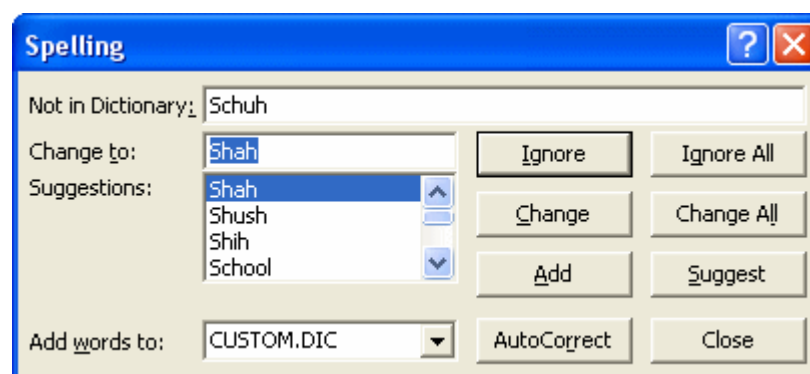 Spelling
Not in Dictionary: Schuh
Change to: Shah Ignore Ignore All
Suggestions: Shah
Shush Change Change All
Shih
School Add Suggest
Add words to: CUSTOM.DIC AutoCorrect Close